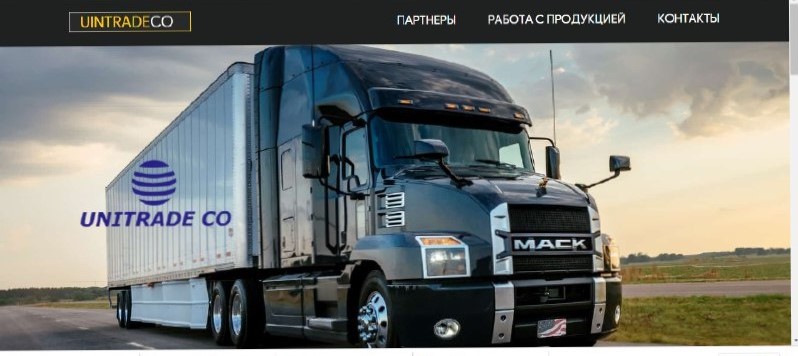 UINTRADECO
ПАРТНЕРЫ
РАБОТА С ПРОДУКЦИЕЙ
КОНТАКТЫ
UNITRADE CO
MACK